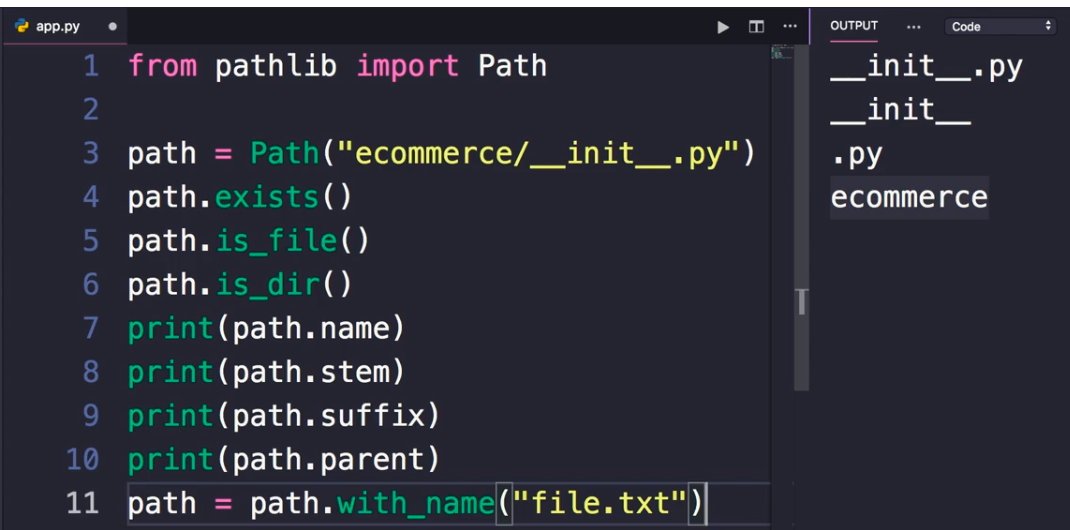 app.py
OUTPUT ... Code
1 from pathlib import Path
2
3 path = Path("ecommerce/__init__.py")
4 path.exists()
5 path.is_file()
6 path.is_dir()
7 print(path.name)
8 print(path.stem)
9 print(path.suffix)
10 print(path.parent)
11 path = path.with_name("file.txt")
__init__.py
__init__
.py
ecommerce